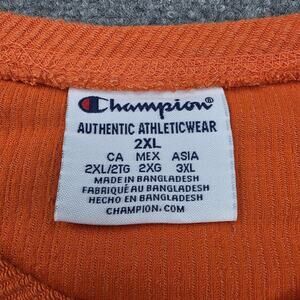 Champion®
AUTHENTIC ATHLETICWEAR
2XL
CA MEX ASIA
2XL/2TG 2XG 3XL
MADE IN BANGLADESH
FABRIQUÉ AU BANGLADESH
HECHO EN BANGLADESH
CHAMPION.COM